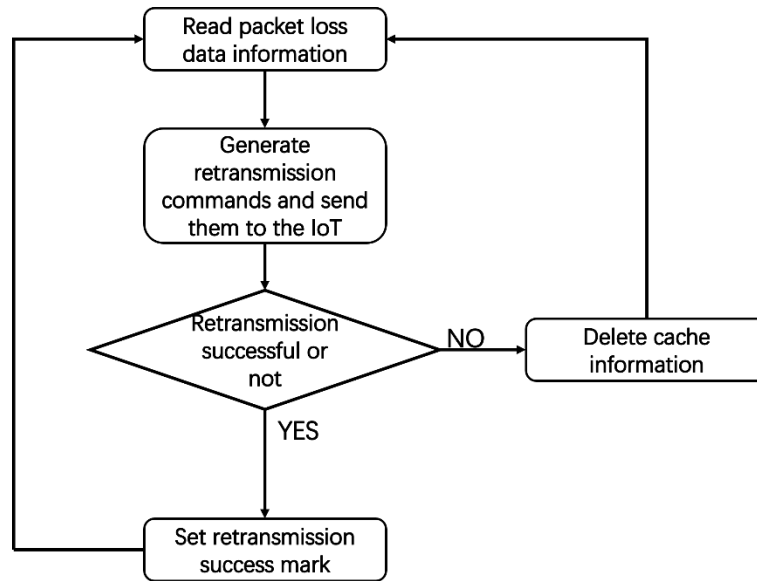 Read packet loss
data information
Generate
retransmission
commands and send
them to the IoT
Retransmission
successful or
not
NO
Delete cache
information
YES
Set retransmission
success mark